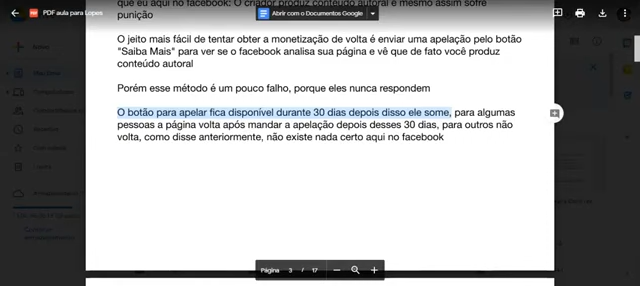 que eu aqui no facebook: O criador produz conteúdo autoral e mesmo assim sofre
PDF aula para Lopes
Abrir com o Documentos Google
punição
O jeito mais fácil de tentar obter a monetização de volta é enviar uma apelação pelo botão
"Saiba Mais" para ver se o facebook analisa sua página e vê que de fato você produz
conteúdo autoral
Porém esse método é um pouco falho, porque eles nunca respondem
O botão para apelar fica disponível durante 30 dias depois disso ele some, para algumas
pessoas a página volta após mandar a apelação depois desses 30 dias, para outros não
volta, como disse anteriormente, não existe nada certo aqui no facebook
Página 3 / 17